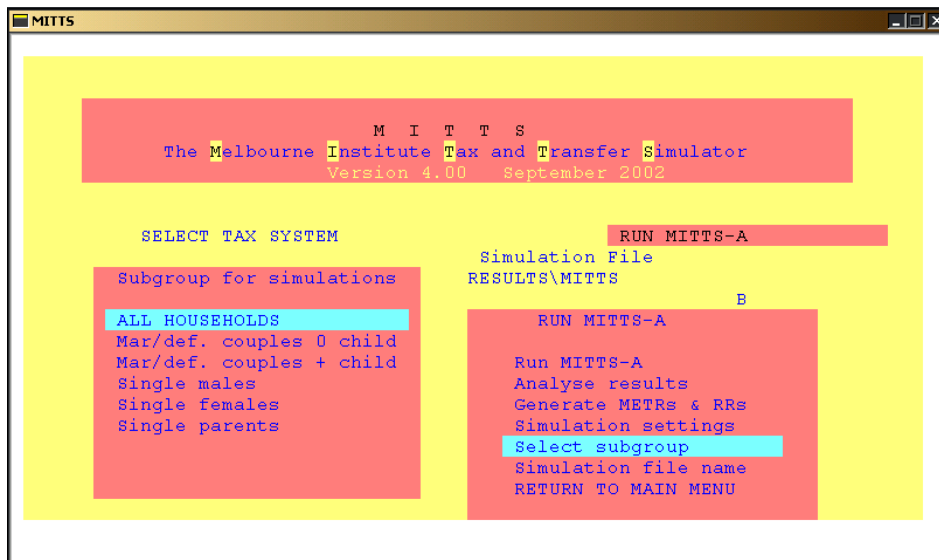 MITTS
M I T T S
The Melbourne Institute Tax and Transfer Simulator
Version 4.00 September 2002
SELECT TAX SYSTEM
RUN MITTS-A
Simulation File
RESULTS\MITTS
B
Subgroup for simulations
ALL HOUSEHOLDS
Mar/def. couples 0 child
Mar/def. couples + child
Single males
Single females
Single parents
RUN MITTS-A
Run MITTS-A
Analyse results
Generate METRs & RRs
Simulation settings
Select subgroup
Simulation file name
RETURN TO MAIN MENU